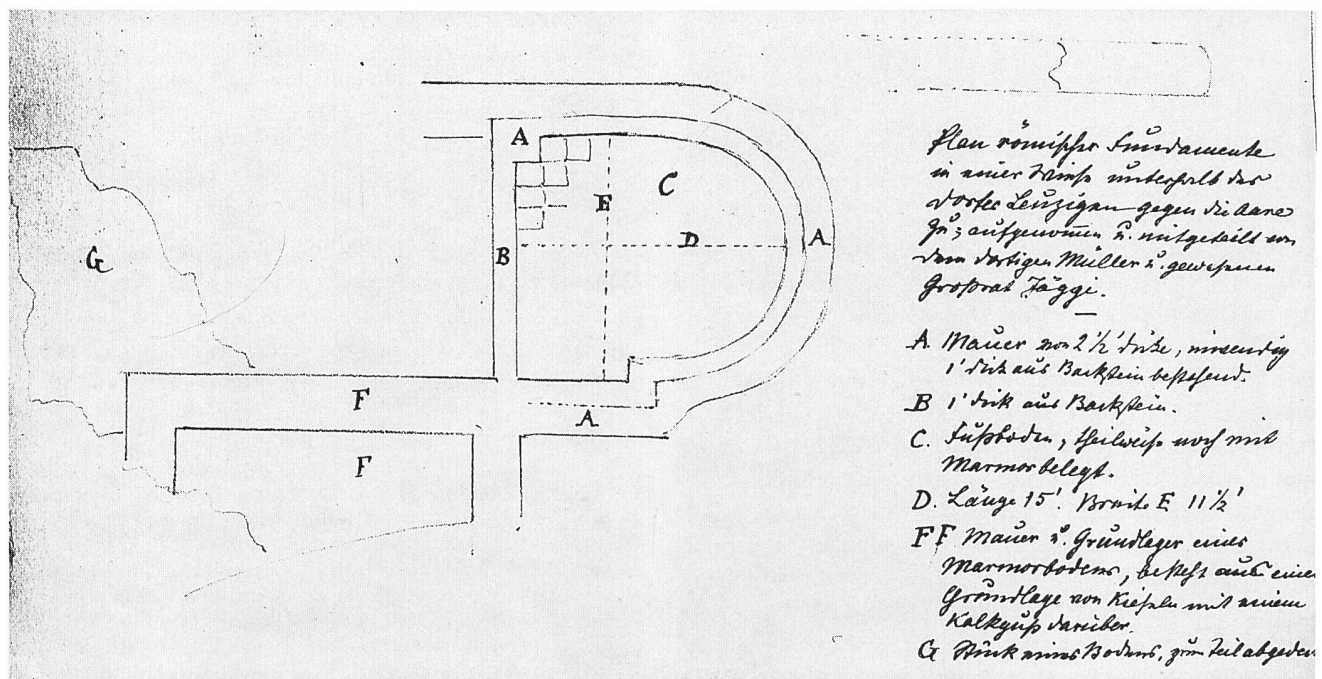 A
C
E
D
A
B
G
F
A
F
Plan römischer Fundamente
in einer Wiese unterhalb des
Dorfes Leuzigen gegen die Aare
zu; aufgenommen u. mitgeteilt von
dem dortigen Müller u. gewesenen
Großrat Jäggi.
A Mauer von 2½' Dicke, inwendig
1' dick aus Backstein bestehend.
B 1' dick aus Backstein.
C. Fußboden, theilweise noch mit
Marmor belegt.
D. Länge 15'. Breite E 11½'
FF Mauer u. Grundlager eines
Marmorbodens, besteht aus einer
Grundlage von Kieseln mit einem
Kalkguß darüber.
G Stück eines Bodens, zum Teil abgedec